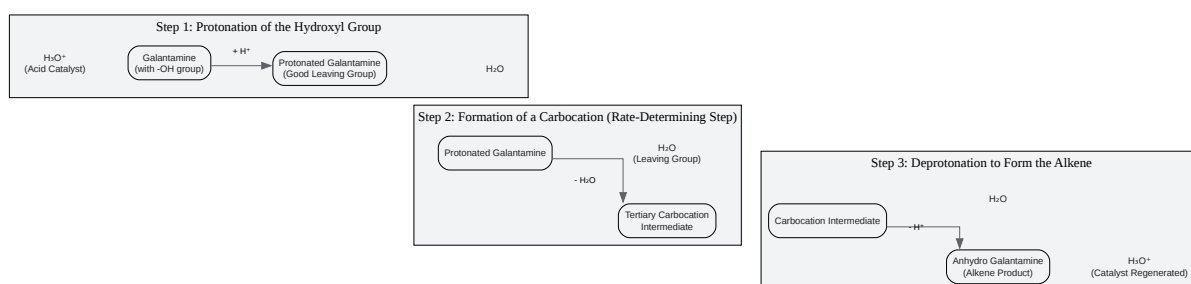 Step 1: Protonation of the Hydroxyl Group
H₃O⁺
(Acid Catalyst)
Galantamine
(with -OH group)
+ H⁺
Protonated Galantamine
(Good Leaving Group)
H₂O
Step 2: Formation of a Carbocation (Rate-Determining Step)
Protonated Galantamine
H₂O
(Leaving Group)
- H₂O
Tertiary Carbocation
Intermediate
Step 3: Deprotonation to Form the Alkene
H₂O
Carbocation Intermediate
- H⁺
Anhydro Galantamine
(Alkene Product)
H₃O⁺
(Catalyst Regenerated)